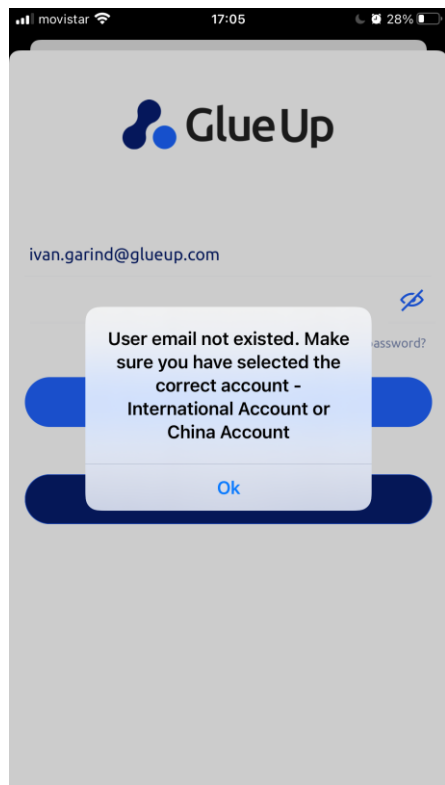 movistar 17:05 28%
Glue Up
ivan.garind@glueup.com
password?
User email not existed. Make
sure you have selected the
correct account -
International Account or
China Account
Ok